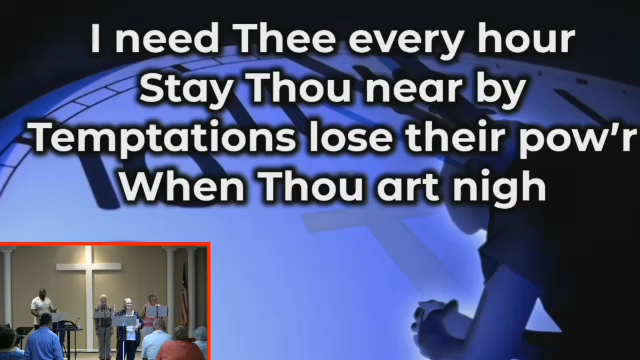 I need Thee every hour
Stay Thou near by
Temptations lose their pow'r
When Thou art nigh